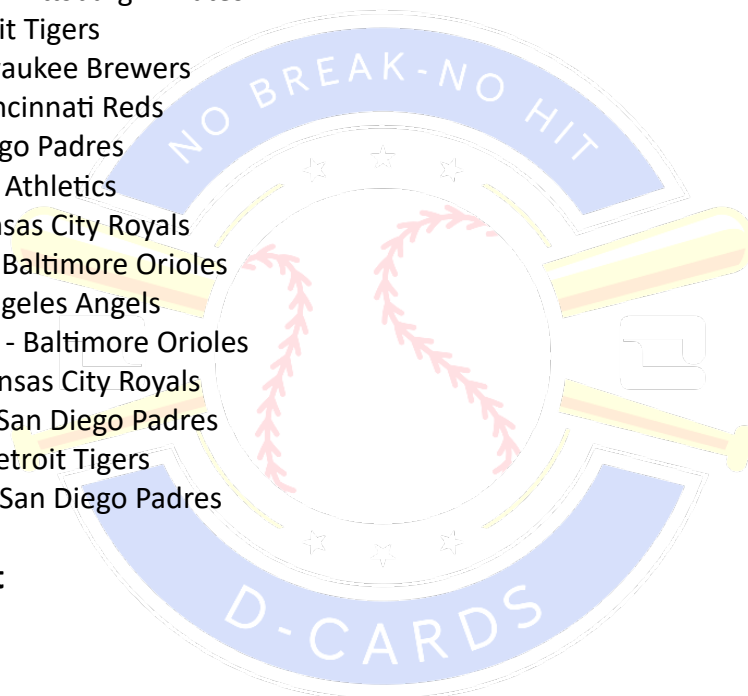 it Tigers
aukee Brewers
ncinnati Reds
go Padres
Athletics
sas City Royals
Baltimore Orioles
geles Angels
- Baltimore Orioles
nsas City Royals
San Diego Padres
etroit Tigers
San Diego Padres
t
NO BREAK-NO HIT
D-CARDS